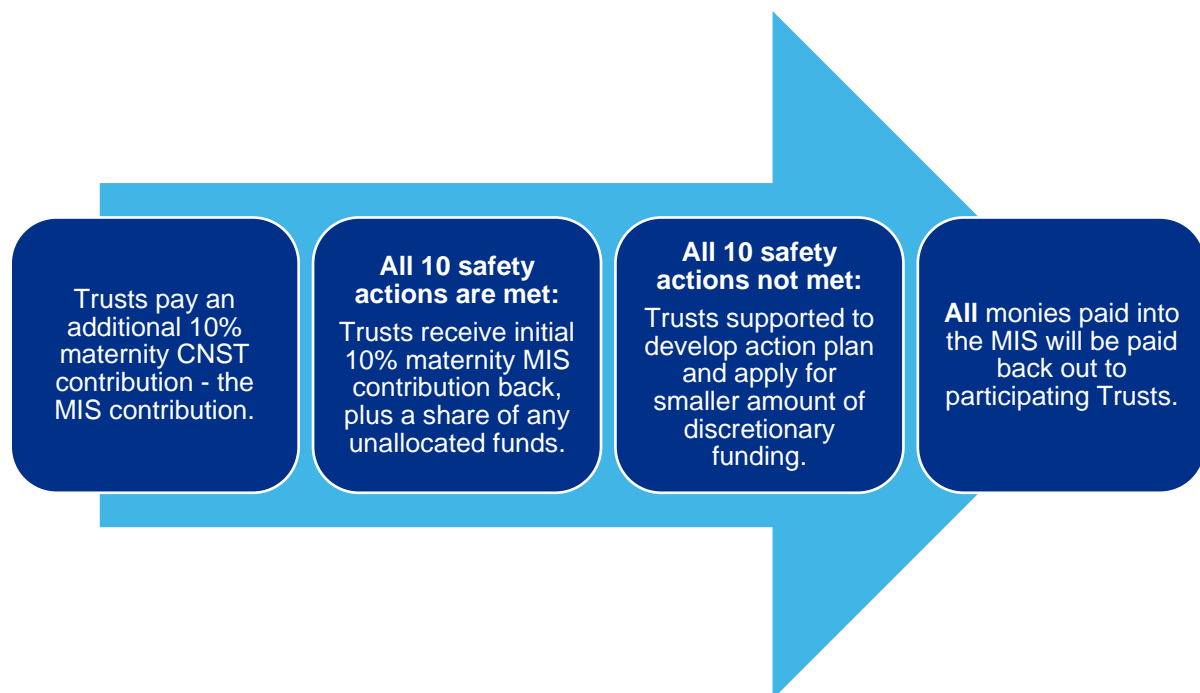 Trusts pay an
additional 10%
maternity CNST
contribution - the
MIS contribution.
All 10 safety
actions are met:
Trusts receive initial
10% maternity MIS
contribution back,
plus a share of any
unallocated funds.
All 10 safety
actions not met:
Trusts supported to
develop action plan
and apply for
smaller amount of
discretionary
funding.
All monies paid into
the MIS will be paid
back out to
participating Trusts.